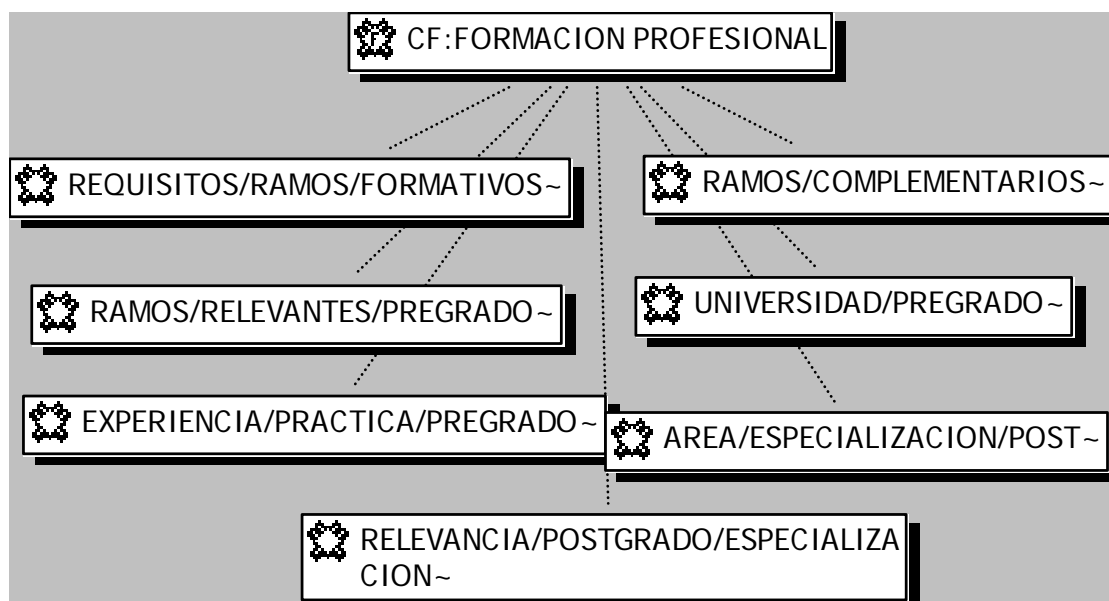 CF:FORMACION PROFESIONAL
REQUISITOS/RAMOS/FORMATIVOS~
RAMOS/COMPLEMENTARIOS~
RAMOS/RELEVANTES/PREGRADO~
UNIVERSIDAD/PREGRADO~
EXPERIENCIA/PRACTICA/PREGRADO~
AREA/ESPECIALIZACION/POST~
RELEVANCIA/POSTGRADO/ESPECIALIZA
CION~